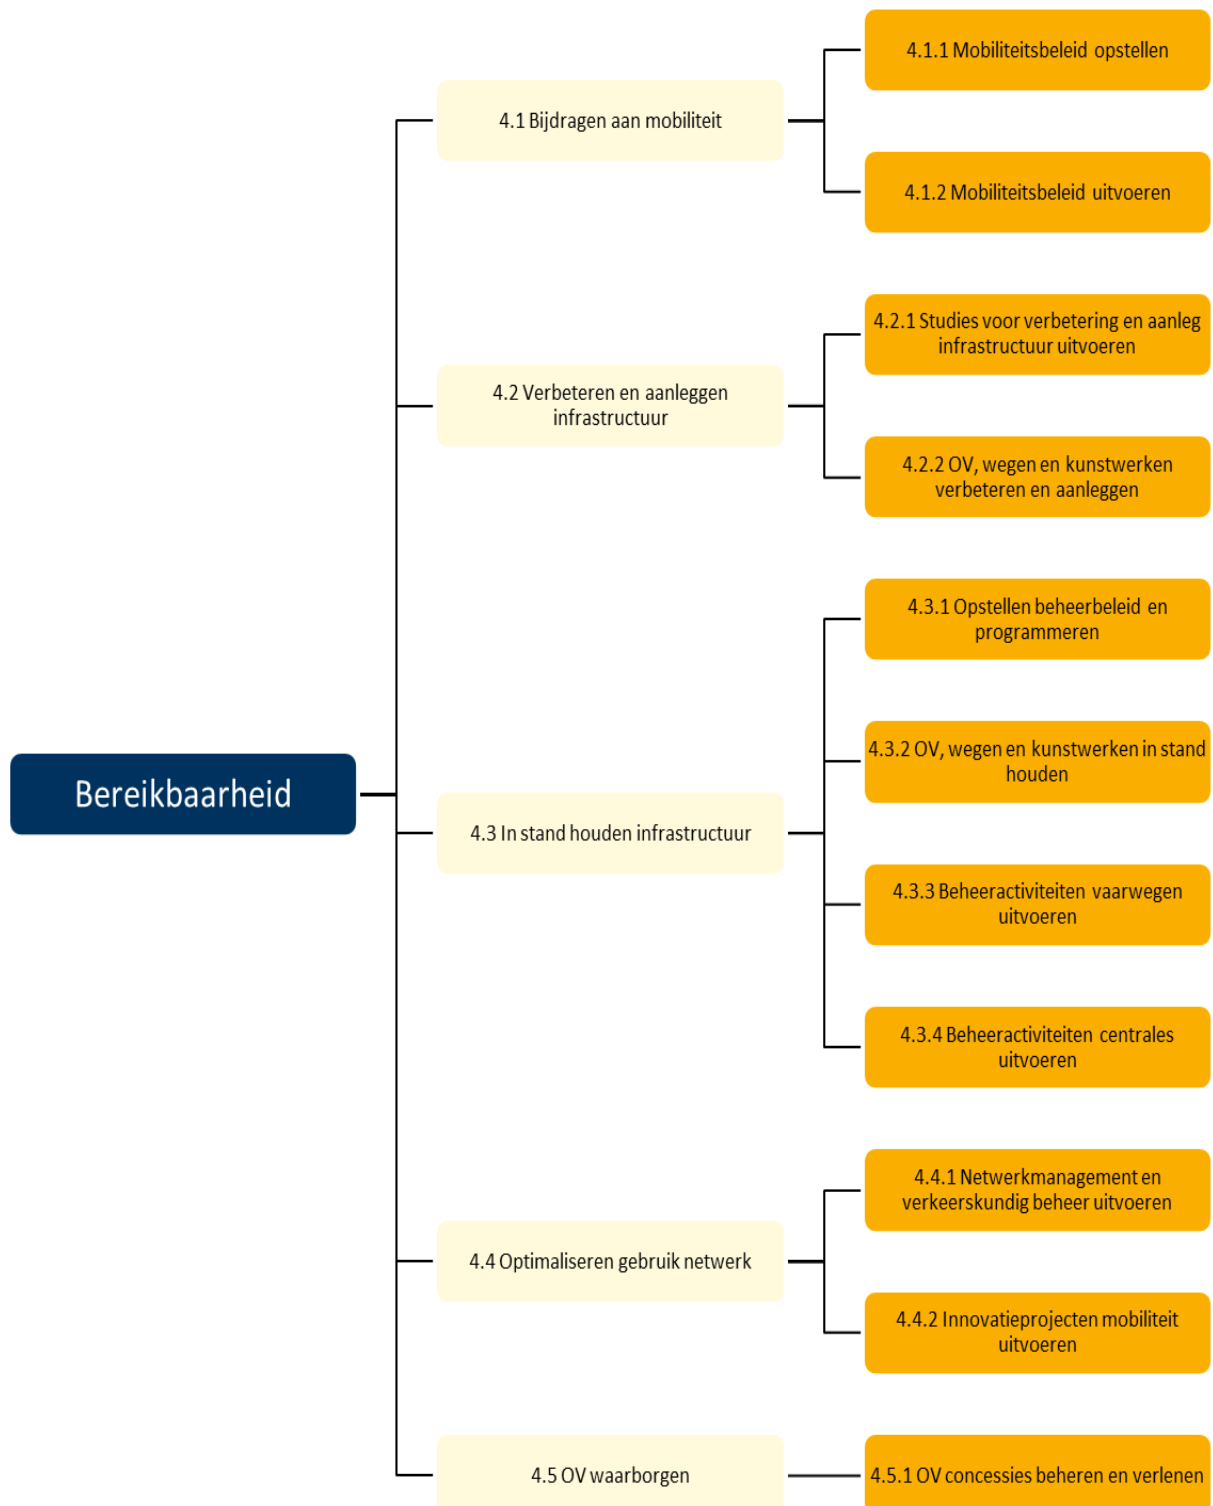 4.1.1 Mobiliteitsbeleid opstellen
4.1 Bijdragen aan mobiliteit
4.1.2 Mobiliteitsbeleid uitvoeren
4.2.1 Studies voor verbetering en aanleg
infrastructuur uitvoeren
4.2 Verbeteren en aanleggen
infrastructuur
4.2.2 OV, wegen en kunstwerken
verbeteren en aanleggen
4.3.1 Opstellen beheerbeleid en
programmeren
4.3.2 OV, wegen en kunstwerken in stand
houden
Bereikbaarheid
4.3 In stand houden infrastructuur
4.3.3 Beheeractiviteiten vaarwegen
uitvoeren
4.3.4 Beheeractiviteiten centrales
uitvoeren
4.4.1 Netwerkmanagement en
verkeerskundig beheer uitvoeren
4.4 Optimaliseren gebruik netwerk
4.4.2 Innovatieprojecten mobiliteit
uitvoeren
4.5 OV waarborgen
4.5.1 OV concessies beheren en verlenen